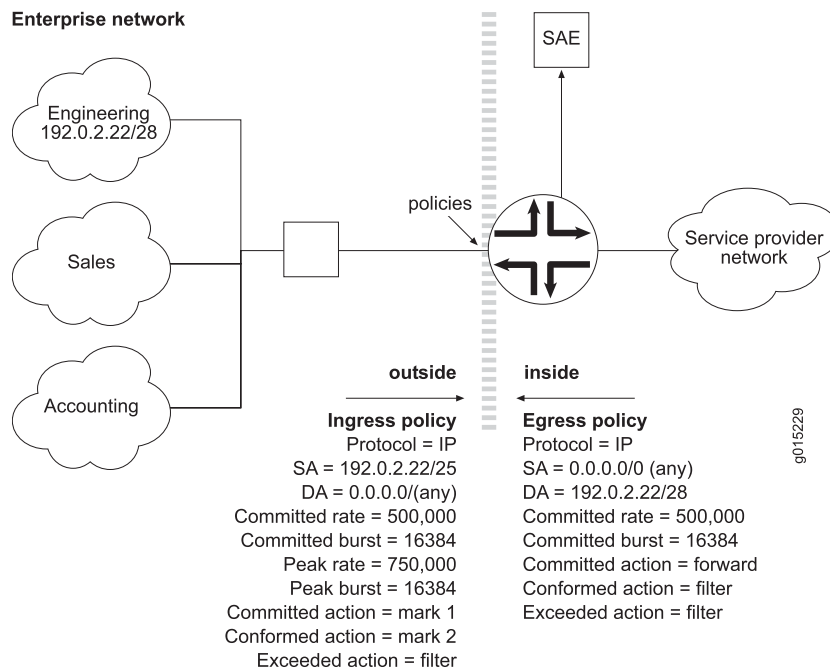 Enterprise network
SAE
Engineering
192.0.2.22/28
policies
Sales
Service provider
network
Accounting
outside
Ingress policy
Protocol = IP
SA = 192.0.2.22/25
DA = 0.0.0.0/(any)
Committed rate = 500,000
Committed burst = 16384
Peak rate = 750,000
Peak burst = 16384
Committed action = mark 1
Conformed action = mark 2
Exceeded action = filter
inside
Egress policy
Protocol = IP
SA = 0.0.0.0/0 (any)
DA = 192.0.2.22/28
Committed rate = 500,000
Committed burst = 16384
Committed action = forward
Conformed action = filter
Exceeded action = filter
g015229